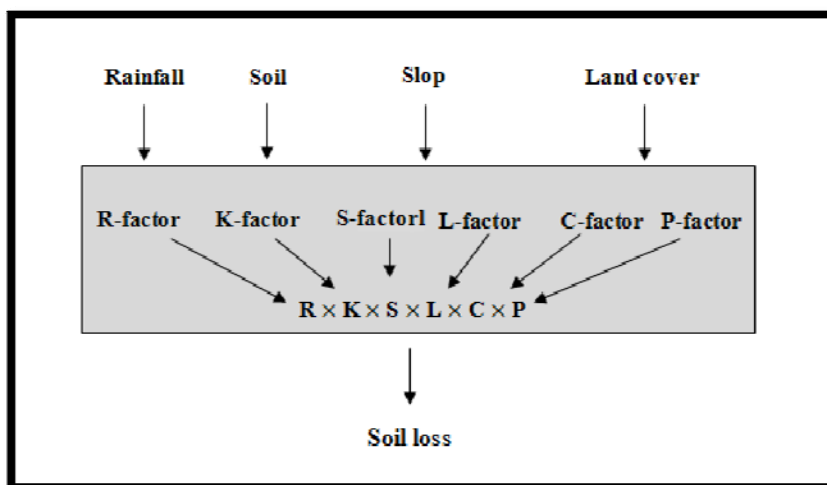 Rainfall Soil Slop Land cover
R-factor K-factor S-factorl L-factor C-factor P-factor
R × K × S × L × C × P
Soil loss